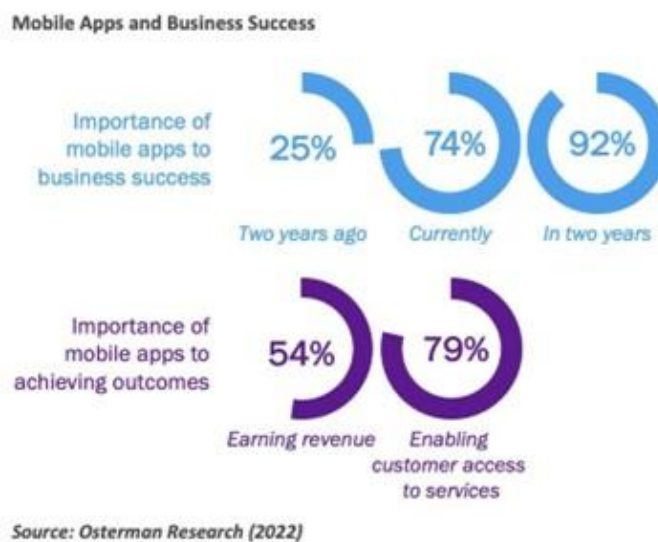 Mobile Apps and Business Success
Importance of
mobile apps to
business success
25%
74%
92%
Two years ago
Currently
In two years
Importance of
mobile apps to
achieving outcomes
54%
79%
Earning revenue
Enabling
customer access
to services
Source: Osterman Research (2022)